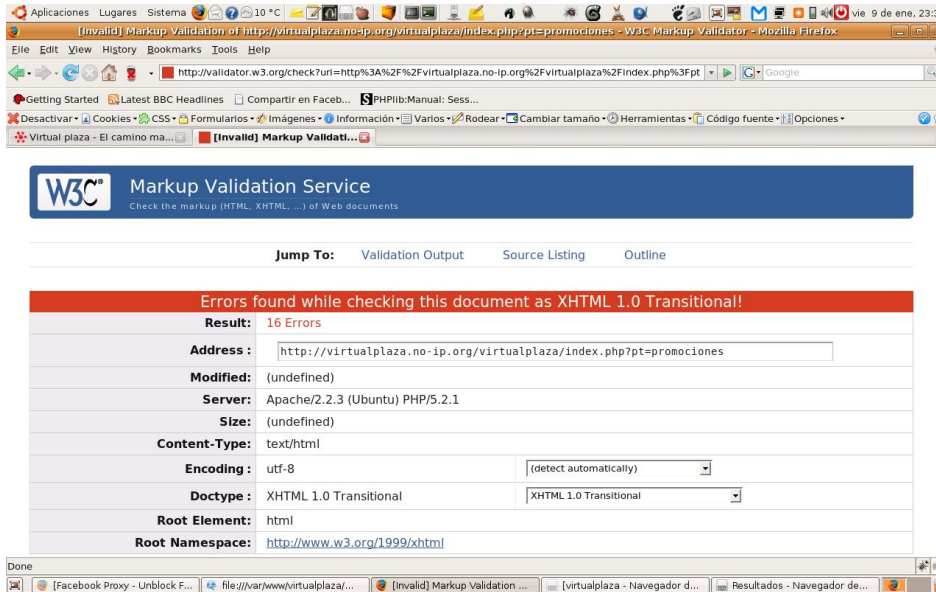 Aplicaciones Lugares Sistema 10 °C vie 9 de ene, 23:
[Invalid] Markup Validation of http://virtualplaza.no-ip.org/virtualplaza/index.php?pt=promociones - W3C Markup Validator - Mozilla Firefox
File Edit View History Bookmarks Tools Help
http://validator.w3.org/check?uri=http%3A%2F%2Fvirtualplaza.no-ip.org%2Fvirtualplaza%2Findex.php%3Fpt G Google
Getting Started Latest BBC Headlines Compartir en Faceb... S PHPlib:Manual: Sess...
Desactivar Cookies CSS Formularios Imágenes Información Varios Rodear Cambiar tamaño Herramientas Código fuente Opciones
Virtual plaza - El camino ma... [Invalid] Markup Validati...
W3C® Markup Validation Service
Check the markup (HTML, XHTML, ...) of Web documents
Jump To: Validation Output Source Listing Outline
Errors found while checking this document as XHTML 1.0 Transitional!
Result: 16 Errors
Address : http://virtualplaza.no-ip.org/virtualplaza/index.php?pt=promociones
Modified: (undefined)
Server: Apache/2.2.3 (Ubuntu) PHP/5.2.1
Size: (undefined)
Content-Type: text/html
Encoding : utf-8 (detect automatically)
Doctype : XHTML 1.0 Transitional XHTML 1.0 Transitional
Root Element: html
Root Namespace: http://www.w3.org/1999/xhtml
Done
[Facebook Proxy - Unblock F... file:///var/www/virtualplaza/... [Invalid] Markup Validation ... [virtualplaza - Navegador d... Resultados - Navegador de...